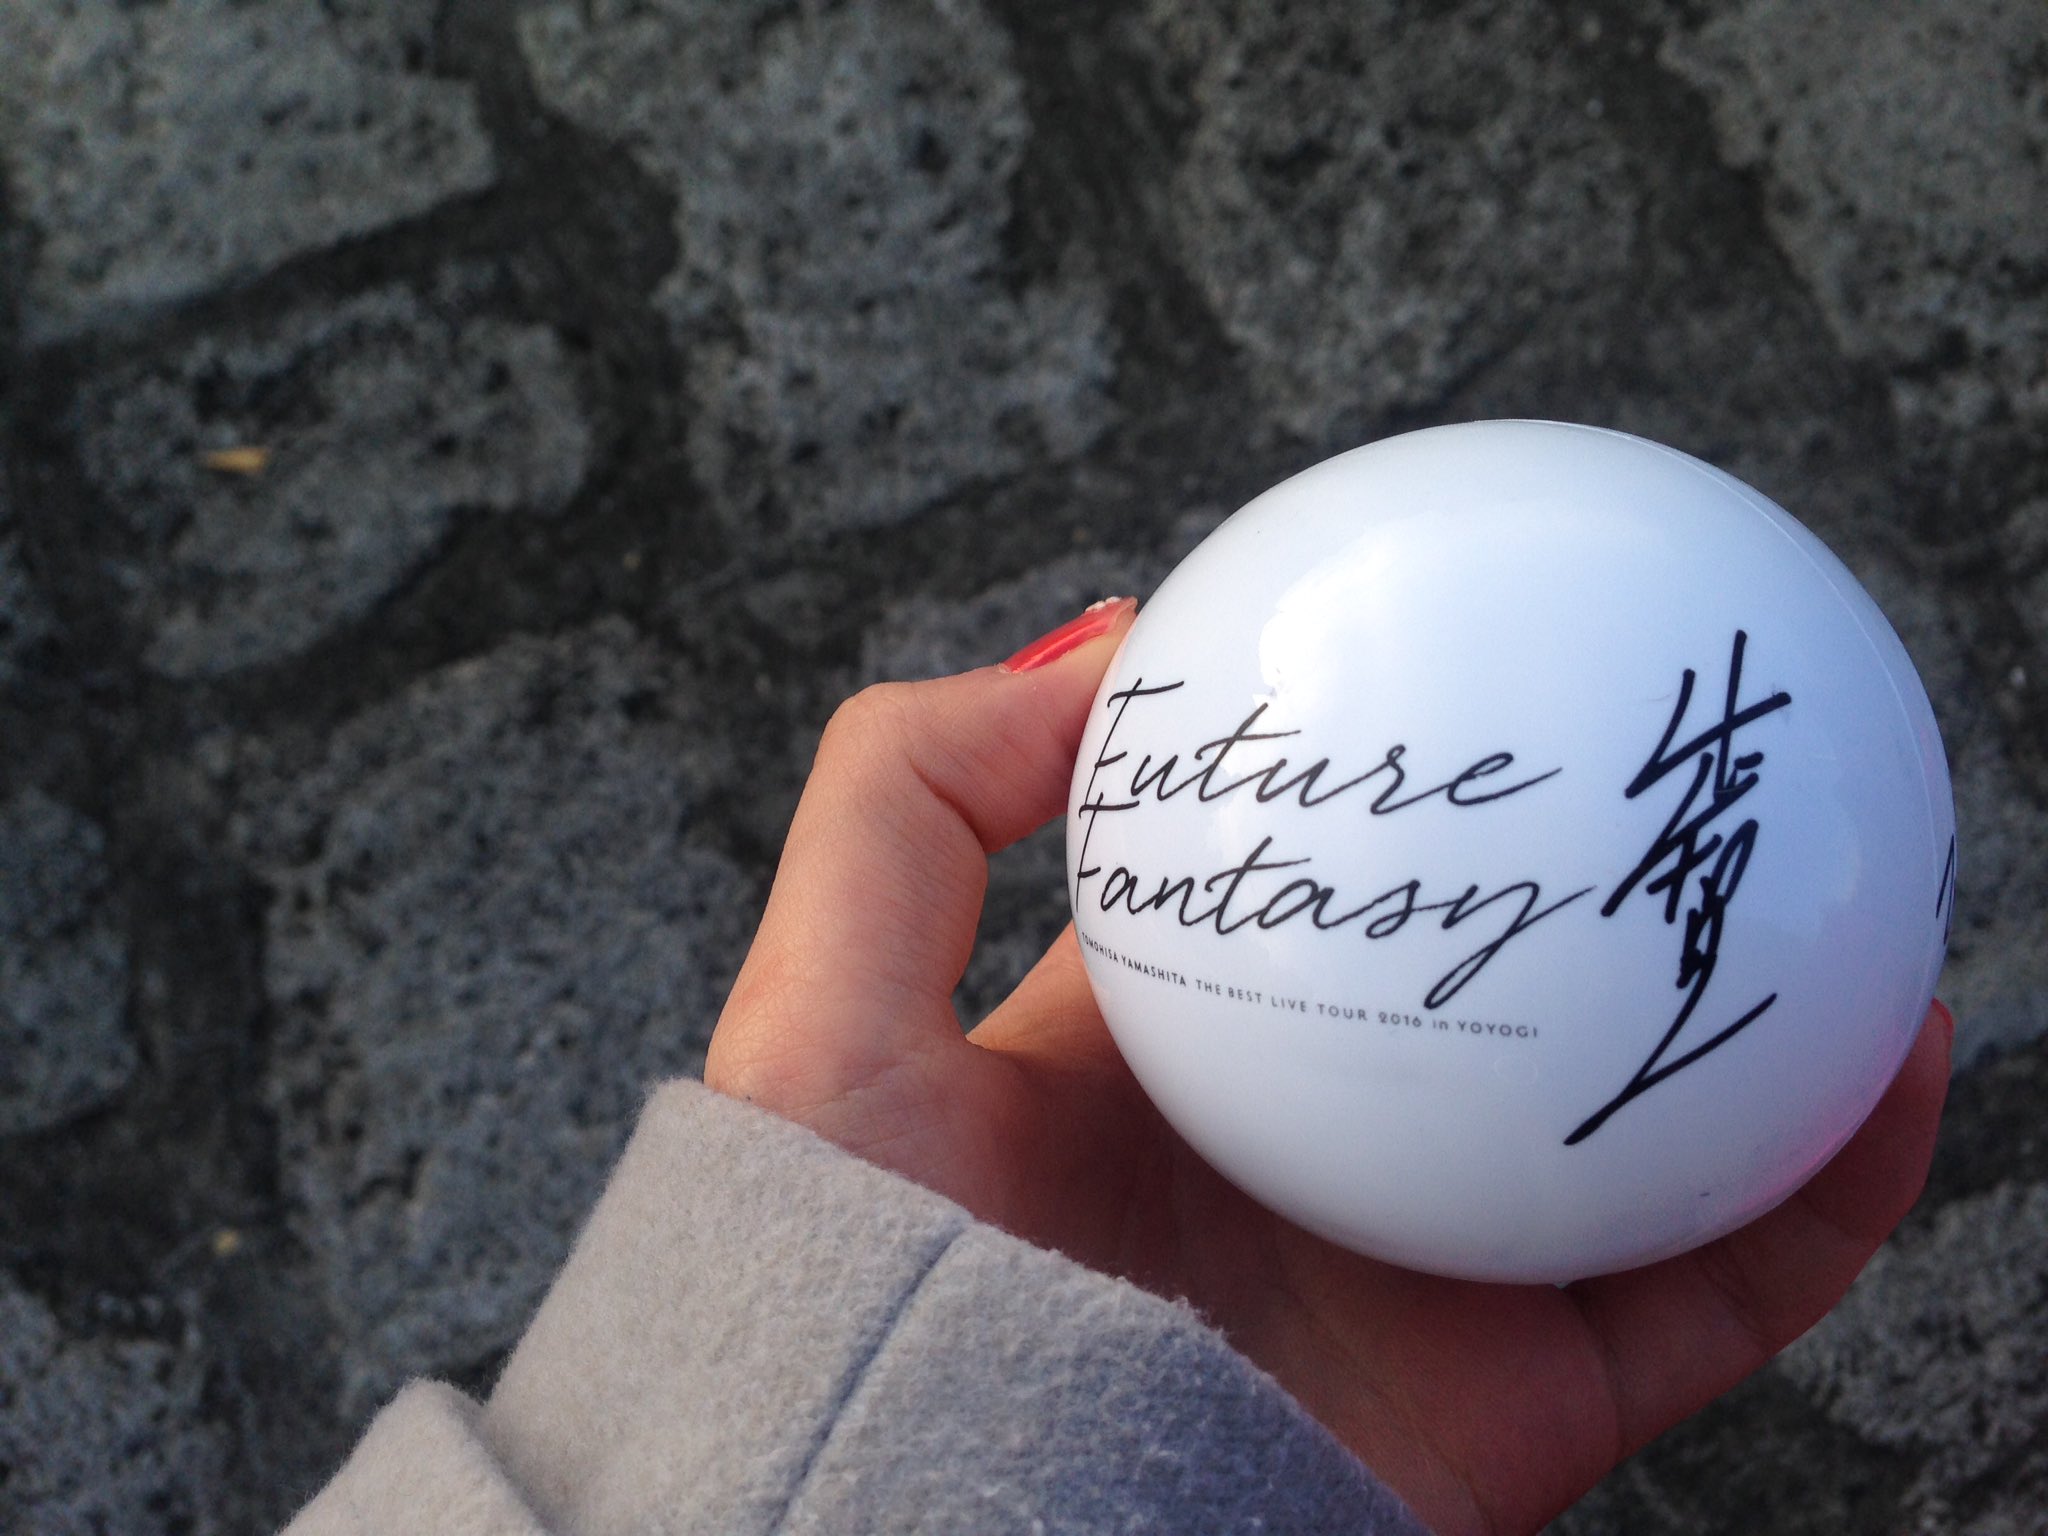 Future
Fantasy
TOMOHISA YAMASHITA THE BEST LIVE TOUR 2016 in YOYOGI